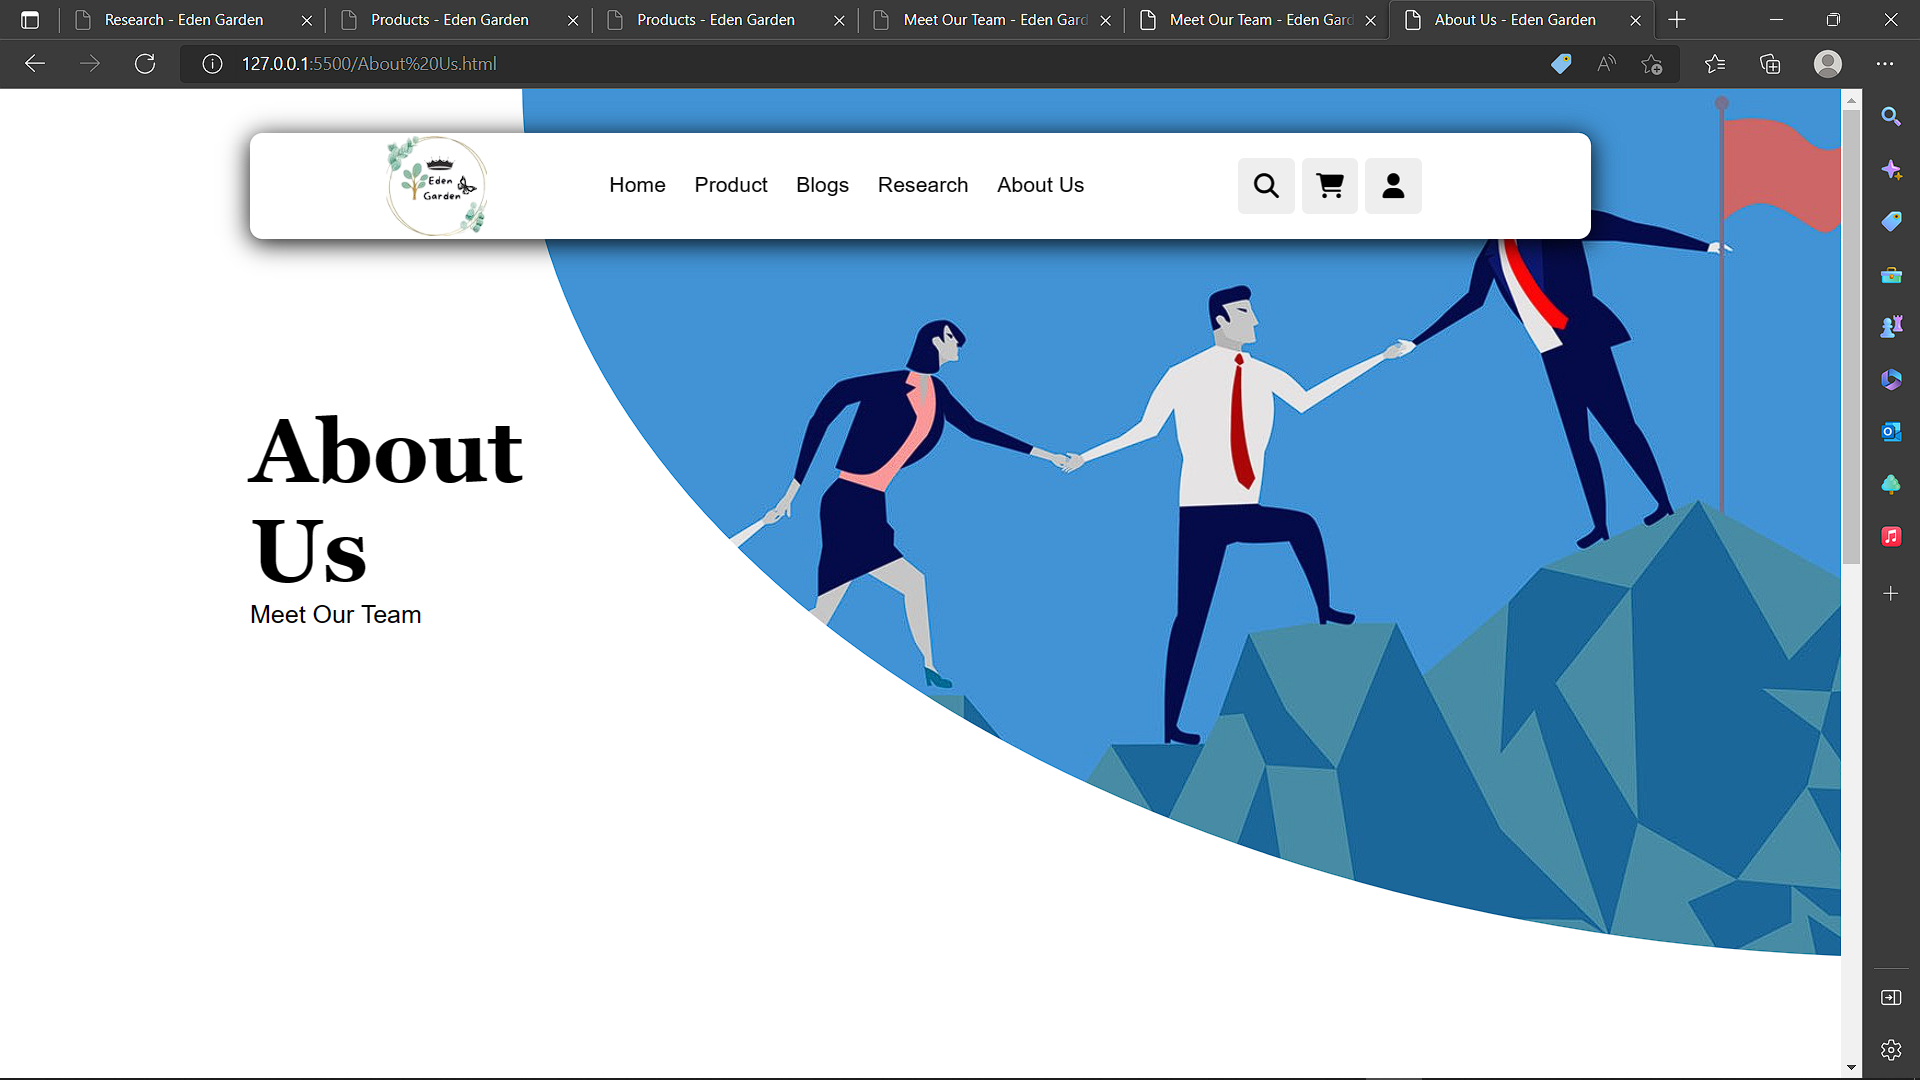 Research - Eden Garden
Products - Eden Garden
Products - Eden Garden
Meet Our Team - Eden Gard
Meet Our Team - Eden Gard
About Us - Eden Garden
127.0.0.1:5500/About%20Us.html
Eden
Garden
Home Product Blogs Research About Us
About
Us
Meet Our Team